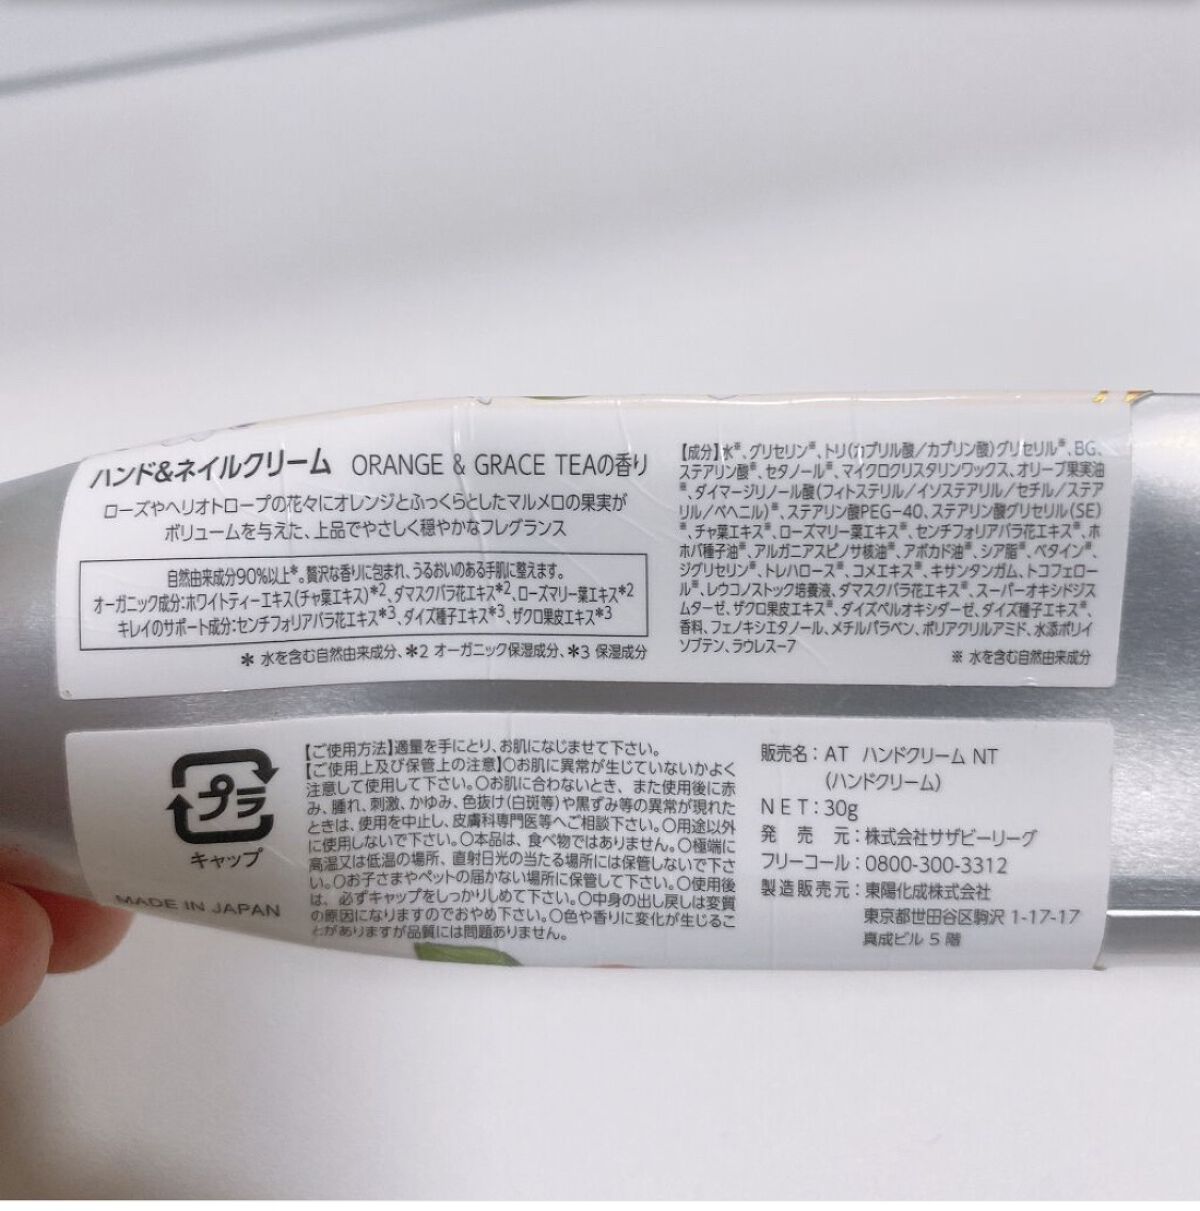 ハンド&ネイルクリーム ORANGE & GRACE TEAの香り
ローズやヘリオトロープの花々にオレンジとふっくらとしたマルメロの果実が
ボリュームを与えた、上品でやさしく穏やかなフレグランス
自然由来成分90%以上*。贅沢な香りに包まれ、うるおいのある手肌に整えます。
オーガニック成分:ホワイトティーエキス(チャ葉エキス)*2、ダマスクバラ花エキス*2、ローズマリー葉エキス*2
キレイのサポート成分:センチフォリアバラ花エキス*3、ダイズ種子エキス*3、ザクロ果皮エキス*3
* 水を含む自然由来成分、*2 オーガニック保湿成分、*3 保湿成分
【成分】水※、グリセリン※、トリ(カプリル酸/カプリン酸)グリセリル※、BG、
ステアリン酸※、セタノール※、マイクロクリスタリンワックス、オリーブ果実油
※、ダイマージリノール酸(フィトステリル/イソステアリル/セチル/ステア
リル/ベヘニル)※、ステアリン酸PEG-40、ステアリン酸グリセリル(SE)
※、チャ葉エキス※、ローズマリー葉エキス※、センチフォリアバラ花エキス※、ホ
ホバ種子油※、アルガニアスピノサ核油※、アボカド油※、シア脂※、ベタイン※、
ジグリセリン※、トレハロース※、コメエキス※、キサンタンガム、トコフェロー
ル※、レウコノストック培養液、ダマスクバラ花エキス※、スーパーオキシドジス
ムターゼ、ザクロ果皮エキス※、ダイズペルオキシダーゼ、ダイズ種子エキス※、
香料、フェノキシエタノール、メチルパラベン、ポリアクリルアミド、水添ポリイ
ソブテン、ラウレス-7
※ 水を含む自然由来成分
プラ
キャップ
MADE IN JAPAN
【ご使用方法】適量を手にとり、お肌になじませて下さい。
【ご使用上及び保管上の注意】○お肌に異常が生じていないかよく
注意して使用して下さい。○お肌に合わないとき、また使用後に赤
み、腫れ、刺激、かゆみ、色抜け(白斑等)や黒ずみ等の異常が現れた
ときは、使用を中止し、皮膚科専門医等へご相談下さい。○用途以外
に使用しないで下さい。○本品は、食べ物ではありません。○極端に
高温又は低温の場所、直射日光の当たる場所には保管しないで下さ
い。○お子さまやペットの届かない場所に保管して下さい。○使用後
は、必ずキャップをしっかりしめて下さい。○中身の出し戻しは変質
の原因になりますのでおやめ下さい。○色や香りに変化が生じるこ
とがありますが品質には問題ありません。
販売名:AT ハンドクリーム NT
(ハンドクリーム)
NET:30g
発売元:株式会社サザビーリーグ
フリーコール:0800-300-3312
製造販売元:東陽化成株式会社
東京都世田谷区駒沢 1-17-17
真成ビル 5 階